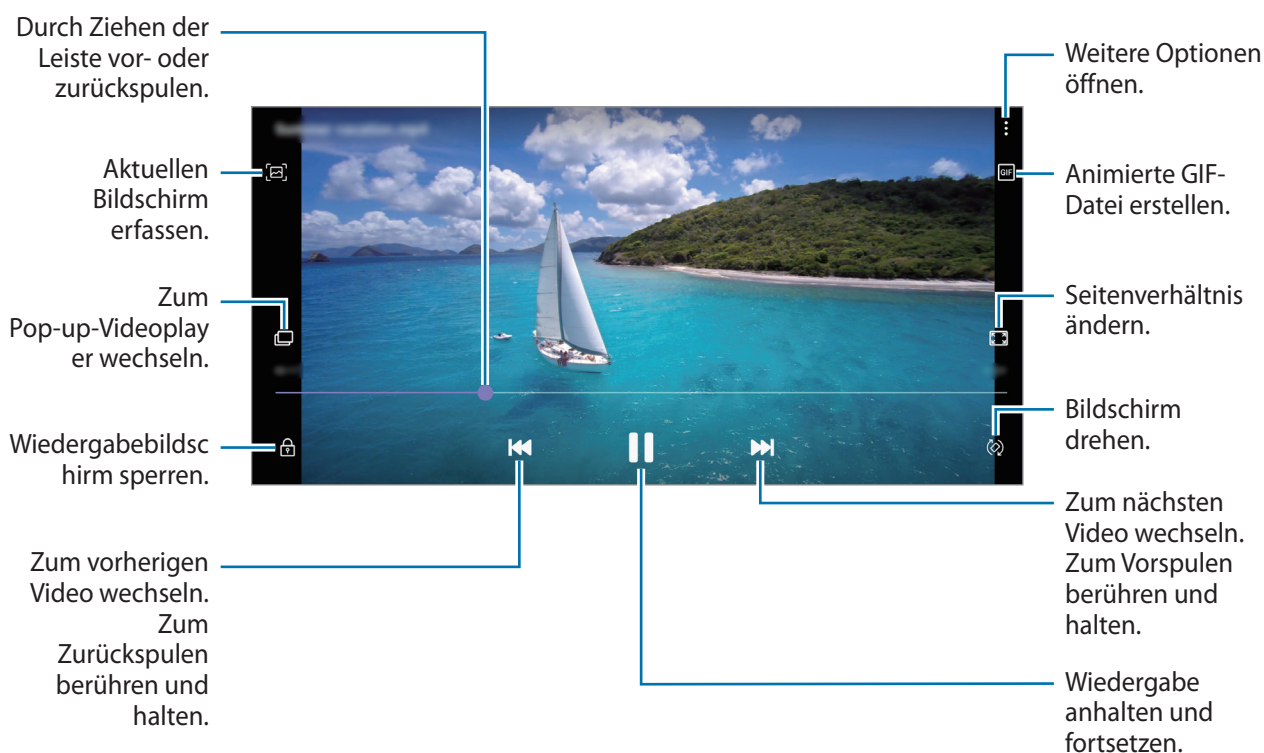 Durch Ziehen der
Leiste vor- oder
zurückspulen.
Aktuellen
Bildschirm
erfassen.
Zum
Pop-up-Videoplay
er wechseln.
Wiedergabebildsc
hirm sperren.
Zum vorherigen
Video wechseln.
Zum
Zurückspulen
berühren und
halten.
Weitere Optionen
öffnen.
GIF
Animierte GIF-
Datei erstellen.
Seitenverhältnis
ändern.
Bildschirm
drehen.
Zum nächsten
Video wechseln.
Zum Vorspulen
berühren und
halten.
Wiedergabe
anhalten und
fortsetzen.